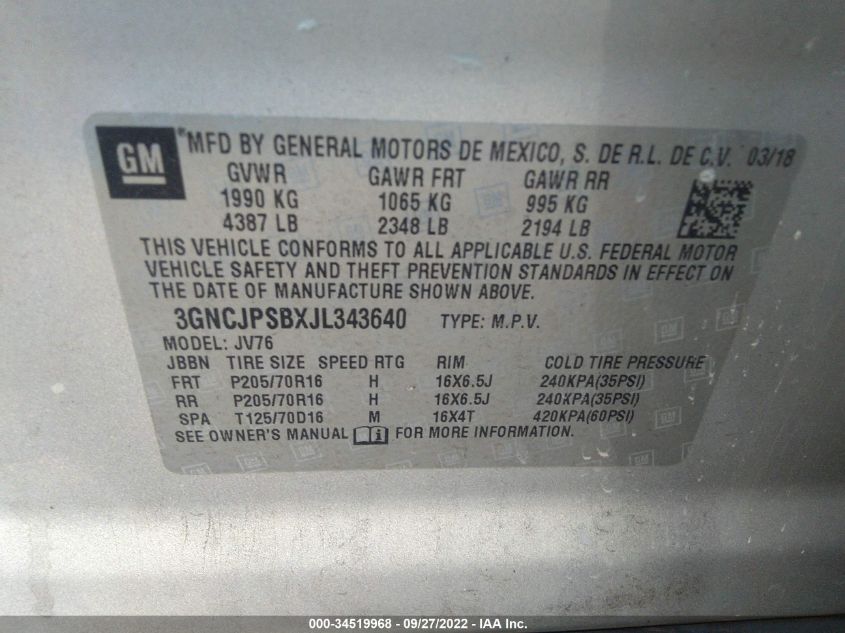 GM MFD BY GENERAL MOTORS DE MEXICO, S. DE R.L. DE C.V. 03/18
GVWR GAWR FRT GAWR RR
1990 KG 1065 KG 995 KG
4387 LB 2348 LB 2194 LB
THIS VEHICLE CONFORMS TO ALL APPLICABLE U.S. FEDERAL MOTOR
VEHICLE SAFETY AND THEFT PREVENTION STANDARDS IN EFFECT ON
THE DATE OF MANUFACTURE SHOWN ABOVE.
3GNCJPSBXJL343640 TYPE: M.P.V.
MODEL: JV76
JBBN TIRE SIZE SPEED RTG RIM COLD TIRE PRESSURE
FRT P205/70R16 H 16X6.5J 240KPA(35PSI)
RR P205/70R16 H 16X6.5J 240KPA(35PSI)
SPA T125/70D16 M 16X4T 420KPA(60PSI)
SEE OWNER'S MANUAL FOR MORE INFORMATION.
000-34519968 - 09/27/2022 - IAA Inc.